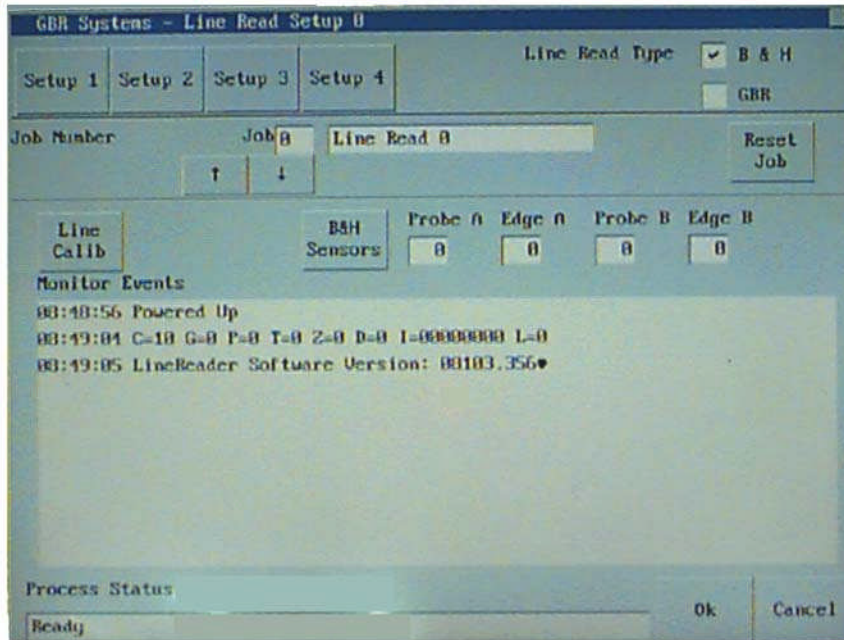 GBR Systems - Line Read Setup 0
Setup 1 Setup 2 Setup 3 Setup 4
Line Read Type B & H
GBR
Job Number Job 0 Line Read 0
Reset Job
↑ ↓
Line Calib
B&H Sensors
Probe A Edge A Probe B Edge B
0 0 0 0
Monitor Events
08:48:56 Powered Up
08:49:04 C=10 G=0 P=0 T=0 Z=0 D=0 I=00000000 L=0
08:49:05 LineReader Software Version: 00103.356♥
Process Status
Ready
Ok Cancel